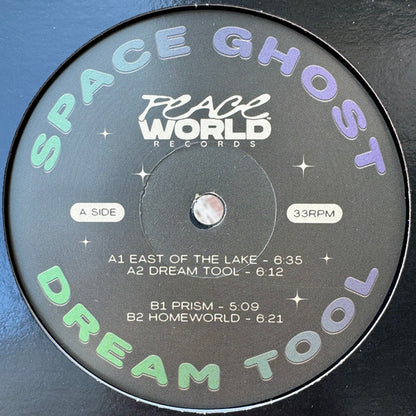 SPACE GHOST
Peace
WORLD
RECORDS
A SIDE
33RPM
A1 EAST OF THE LAKE - 6:35
A2 DREAM TOOL - 6:12
B1 PRISM - 5:09
B2 HOMEWORLD - 6:21
DREAM TOOL